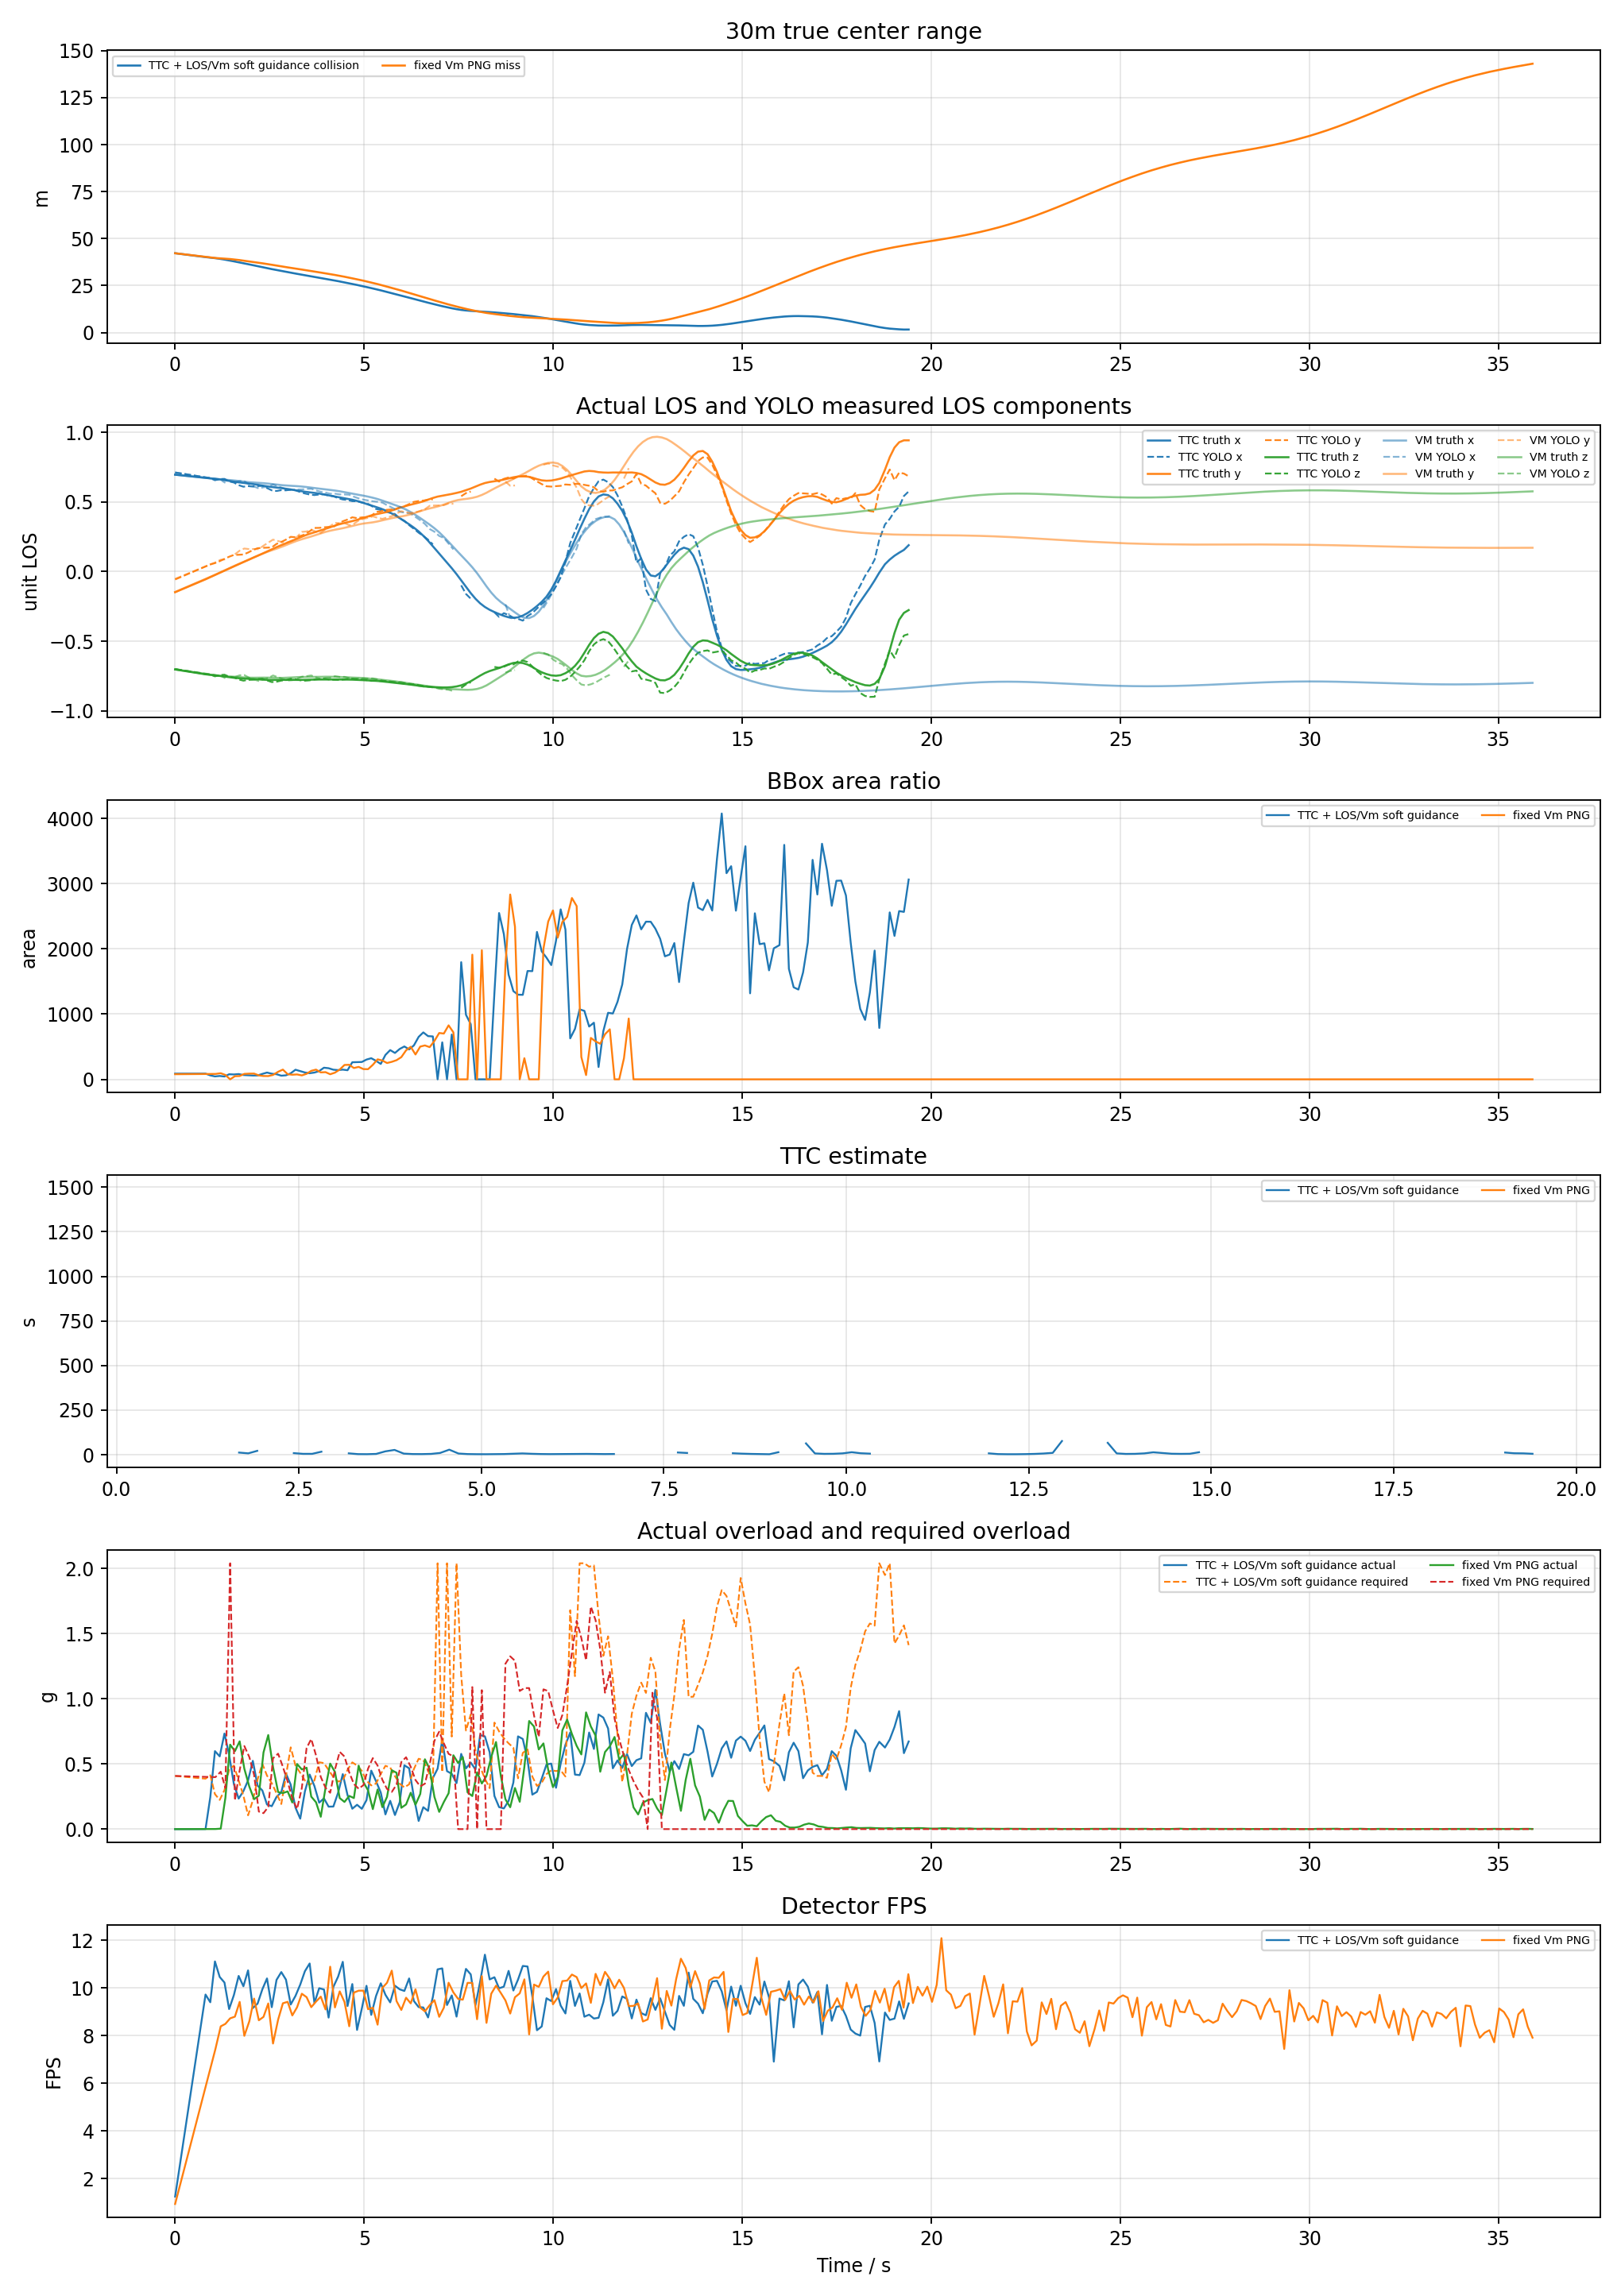 30m true center range
150
125
100
75
50
25
0
m
TTC + LOS/Vm soft guidance collision
fixed Vm PNG miss
0 5 10 15 20 25 30 35
Actual LOS and YOLO measured LOS components
1.0
0.5
0.0
−0.5
−1.0
unit LOS
TTC truth x TTC YOLO y VM truth x VM YOLO y
TTC YOLO x TTC truth z VM YOLO x VM truth z
TTC truth y TTC YOLO z VM truth y VM YOLO z
0 5 10 15 20 25 30 35
BBox area ratio
4000
3000
2000
1000
0
area
TTC + LOS/Vm soft guidance fixed Vm PNG
0 5 10 15 20 25 30 35
TTC estimate
1500
1250
1000
750
500
250
0
s
TTC + LOS/Vm soft guidance fixed Vm PNG
0.0 2.5 5.0 7.5 10.0 12.5 15.0 17.5 20.0
Actual overload and required overload
2.0
1.5
1.0
0.5
0.0
g
TTC + LOS/Vm soft guidance actual fixed Vm PNG actual
TTC + LOS/Vm soft guidance required fixed Vm PNG required
0 5 10 15 20 25 30 35
Detector FPS
12
10
8
6
4
2
FPS
TTC + LOS/Vm soft guidance fixed Vm PNG
0 5 10 15 20 25 30 35
Time / s